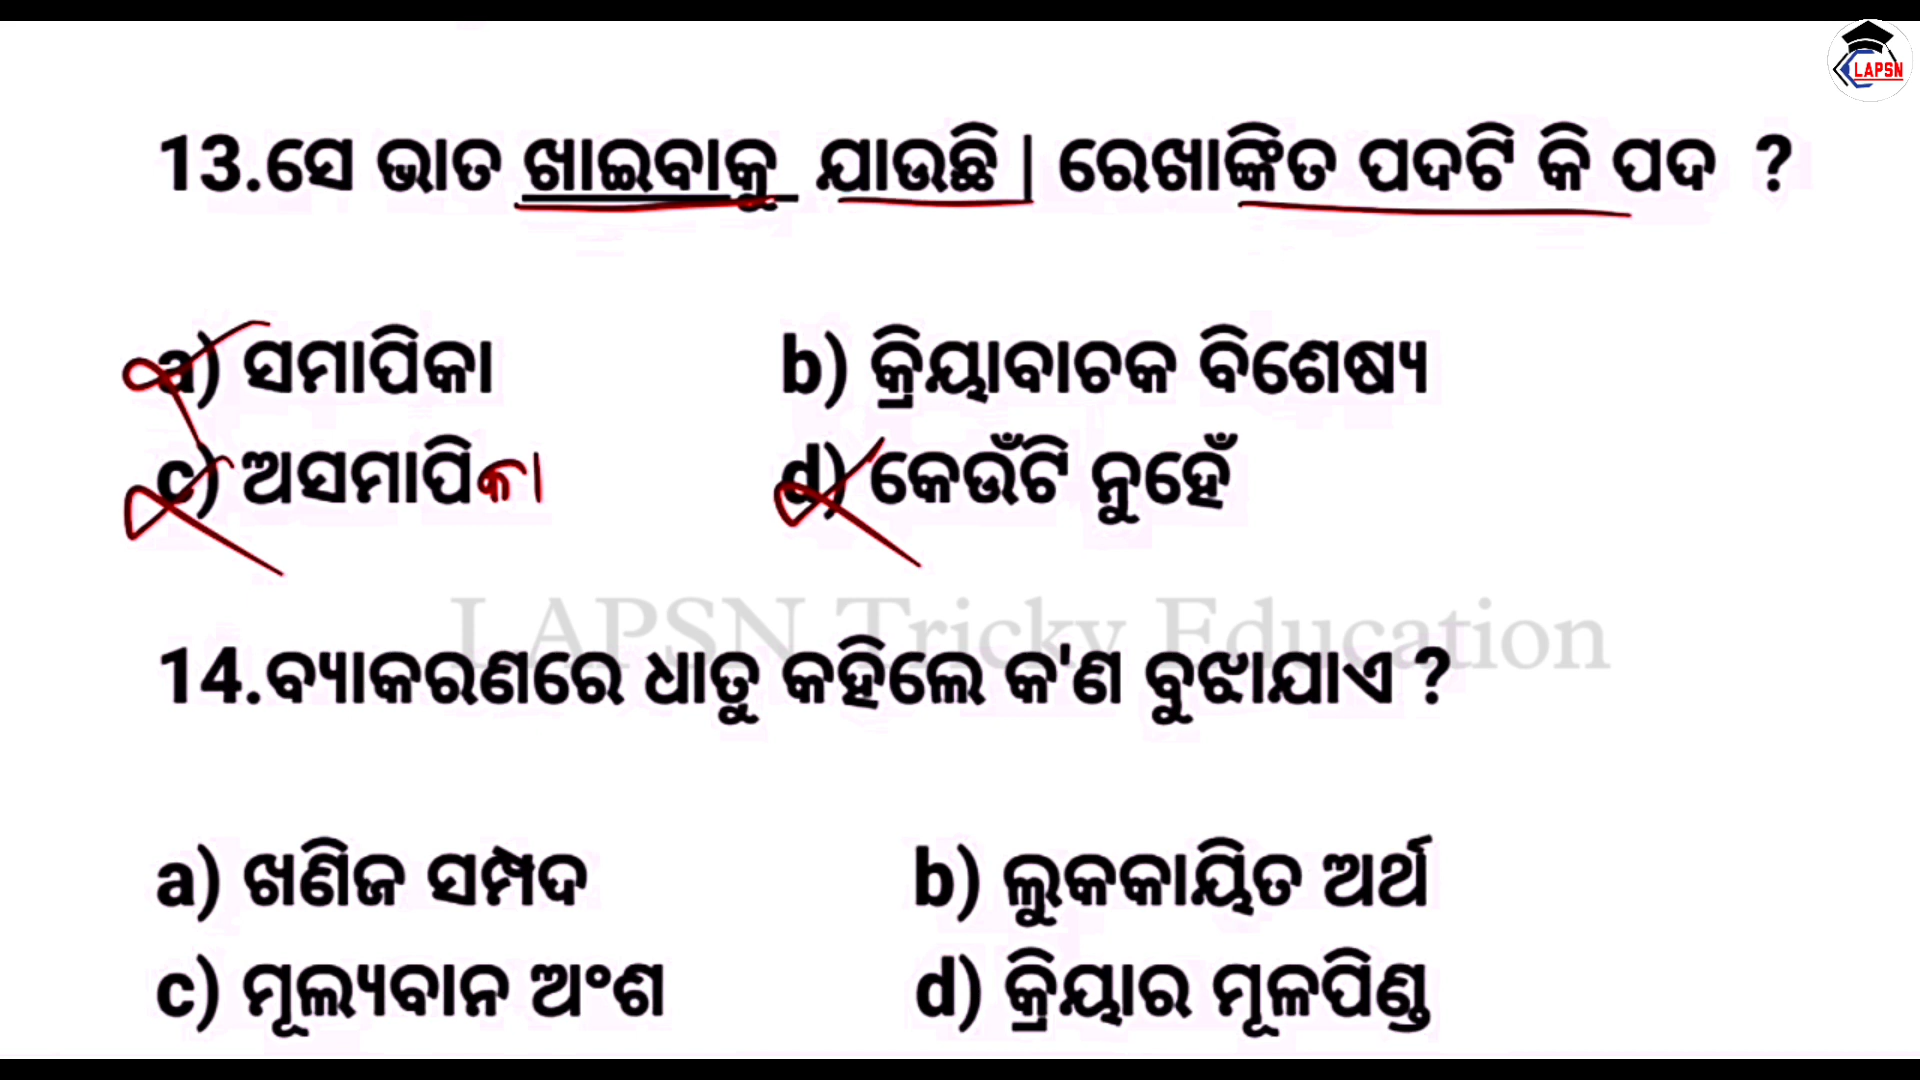 LAPSN
13.ସେ ଭାତ ଖାଇବାକୁ ଯାଉଛି | ରେଖାଙ୍କିତ ପଦଟି କି ପଦ ?
a) ସମାପିକା b) କ୍ରିୟାବାଚକ ବିଶେଷ୍ୟ
c) ଅସମାପିକା d) କେଉଁଟି ନୁହେଁ
LAPSN Tricky Education
14.ବ୍ୟାକରଣରେ ଧାତୁ କହିଲେ କ'ଣ ବୁଝାଯାଏ ?
a) ଖଣିଜ ସମ୍ପଦ b) ଲୁକକାୟିତ ଅର୍ଥ
c) ମୂଲ୍ୟବାନ ଅଂଶ d) କ୍ରିୟାର ମୂଳପିଣ୍ଡ